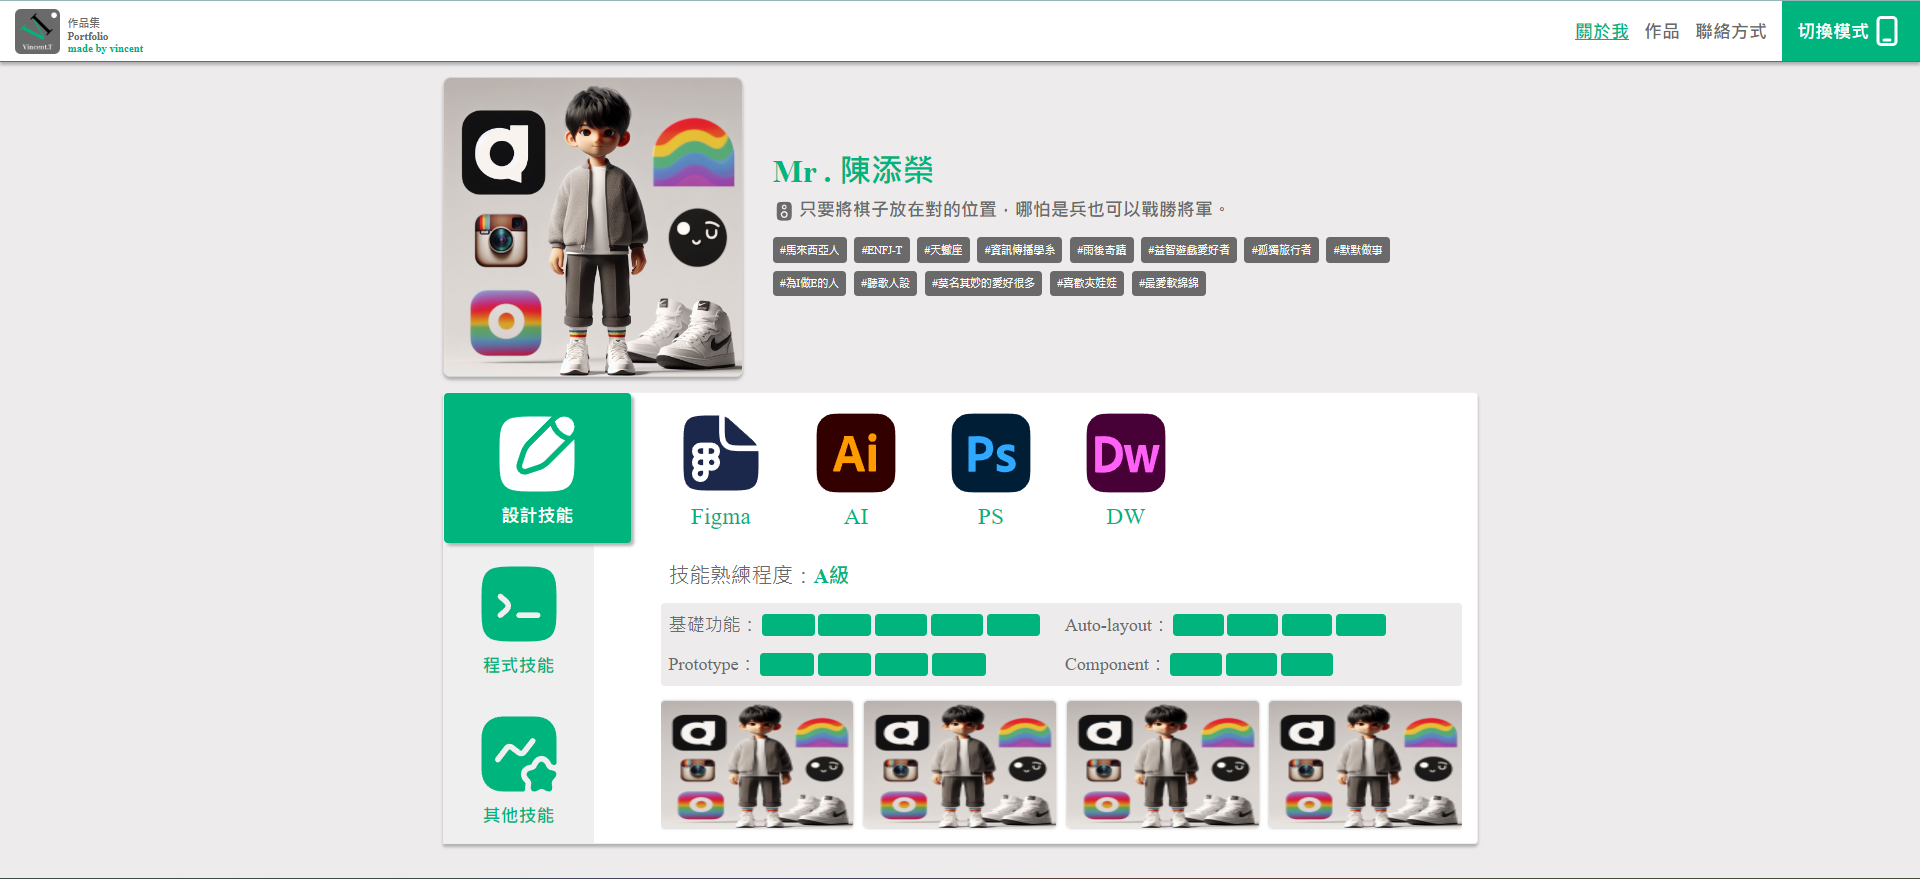 Vincent.T
作品集
Portfolio
made by vincent
關於我 作品 聯絡方式 切換模式
Mr . 陳添榮
只要將棋子放在對的位置，哪怕是兵也可以戰勝將軍。
#馬來西亞人 #ENFJ-T #天蠍座 #資訊傳播學系 #雨後奇蹟 #益智遊戲愛好者 #孤獨旅行者 #默默做事
#為I做E的人 #聽歌人設 #莫名其妙的愛好很多 #喜歡夾娃娃 #最愛軟綿綿
設計技能
程式技能
其他技能
Ai Ps Dw
Figma AI PS DW
技能熟練程度：A級
基礎功能： Auto-layout：
Prototype： Component：